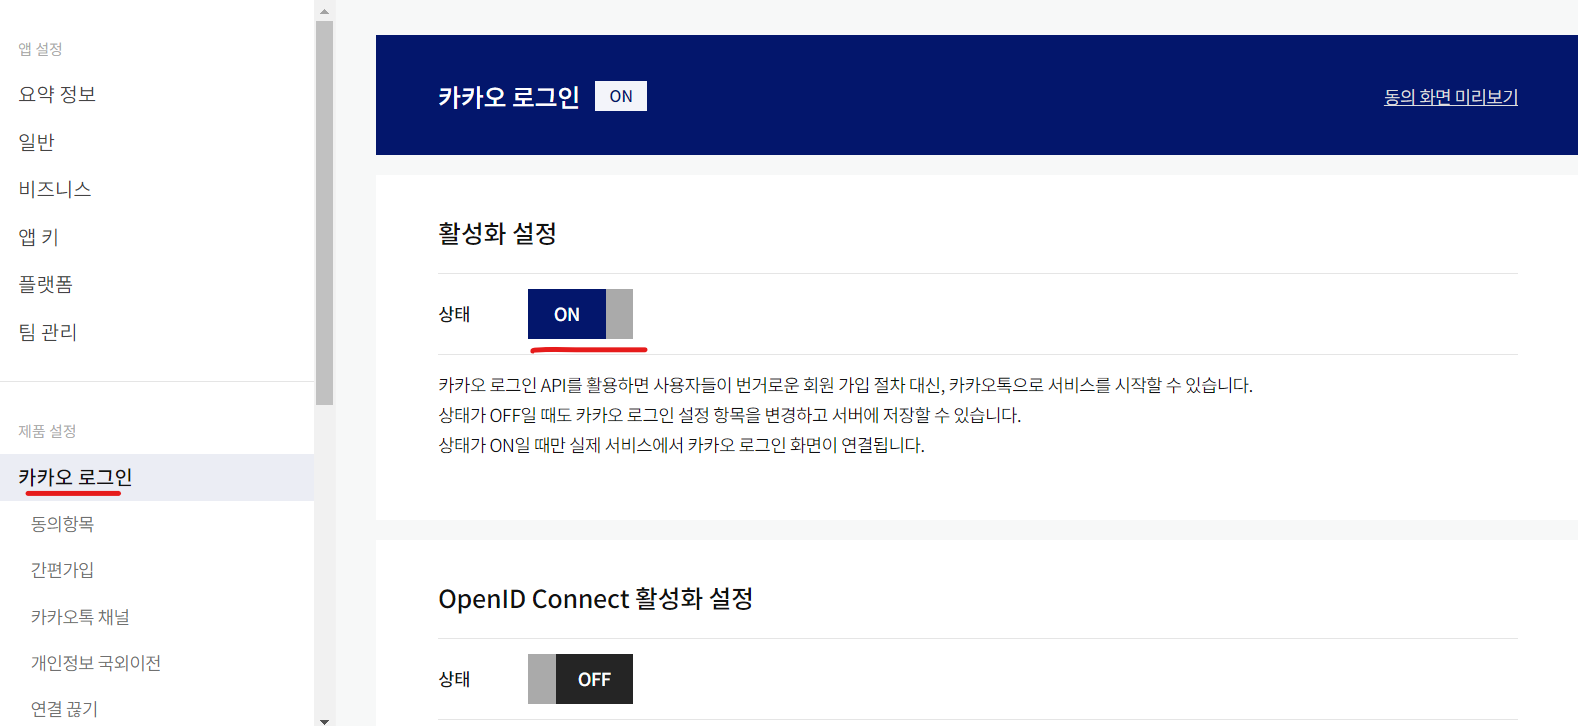 앱 설정
요약 정보
일반
비즈니스
앱 키
플랫폼
팀 관리
제품 설정
카카오 로그인
동의항목
간편가입
카카오톡 채널
개인정보 국외이전
연결 끊기
카카오 로그인 ON
동의 화면 미리보기
활성화 설정
상태 ON
카카오 로그인 API를 활용하면 사용자들이 번거로운 회원 가입 절차 대신, 카카오톡으로 서비스를 시작할 수 있습니다.
상태가 OFF일 때도 카카오 로그인 설정 항목을 변경하고 서버에 저장할 수 있습니다.
상태가 ON일 때만 실제 서비스에서 카카오 로그인 화면이 연결됩니다.
OpenID Connect 활성화 설정
상태 OFF